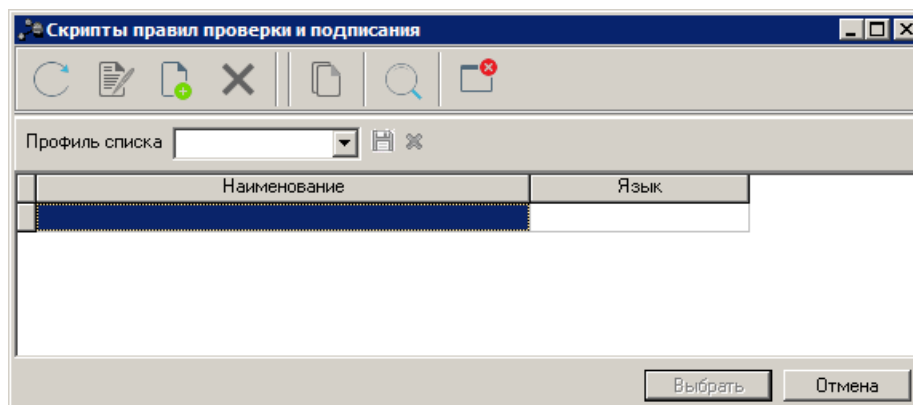 Скрипты правил проверки и подписания
Профиль списка
Наименование Язык
Выбрать Отмена